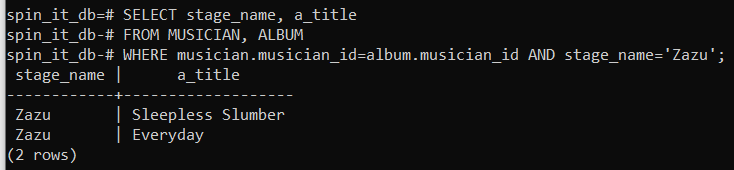 spin_it_db=# SELECT stage_name, a_title
spin_it_db-# FROM MUSICIAN, ALBUM
spin_it_db-# WHERE musician.musician_id=album.musician_id AND stage_name='Zazu';
 stage_name |      a_title
------------+-------------------
 Zazu       | Sleepless Slumber
 Zazu       | Everyday
(2 rows)